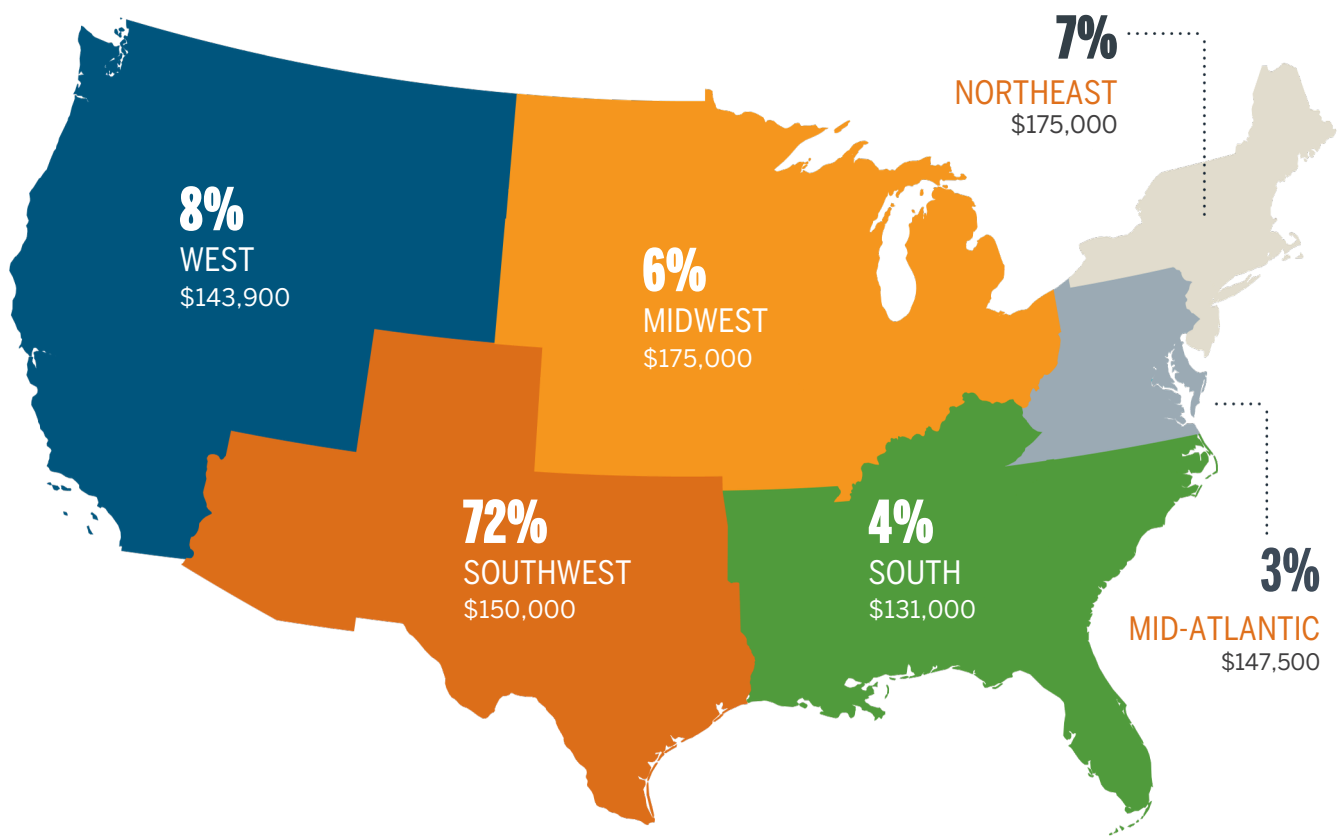 7%
NORTHEAST
$175,000
8%
WEST
$143,900
6%
MIDWEST
$175,000
72%
SOUTHWEST
$150,000
4%
SOUTH
$131,000
3%
MID-ATLANTIC
$147,500